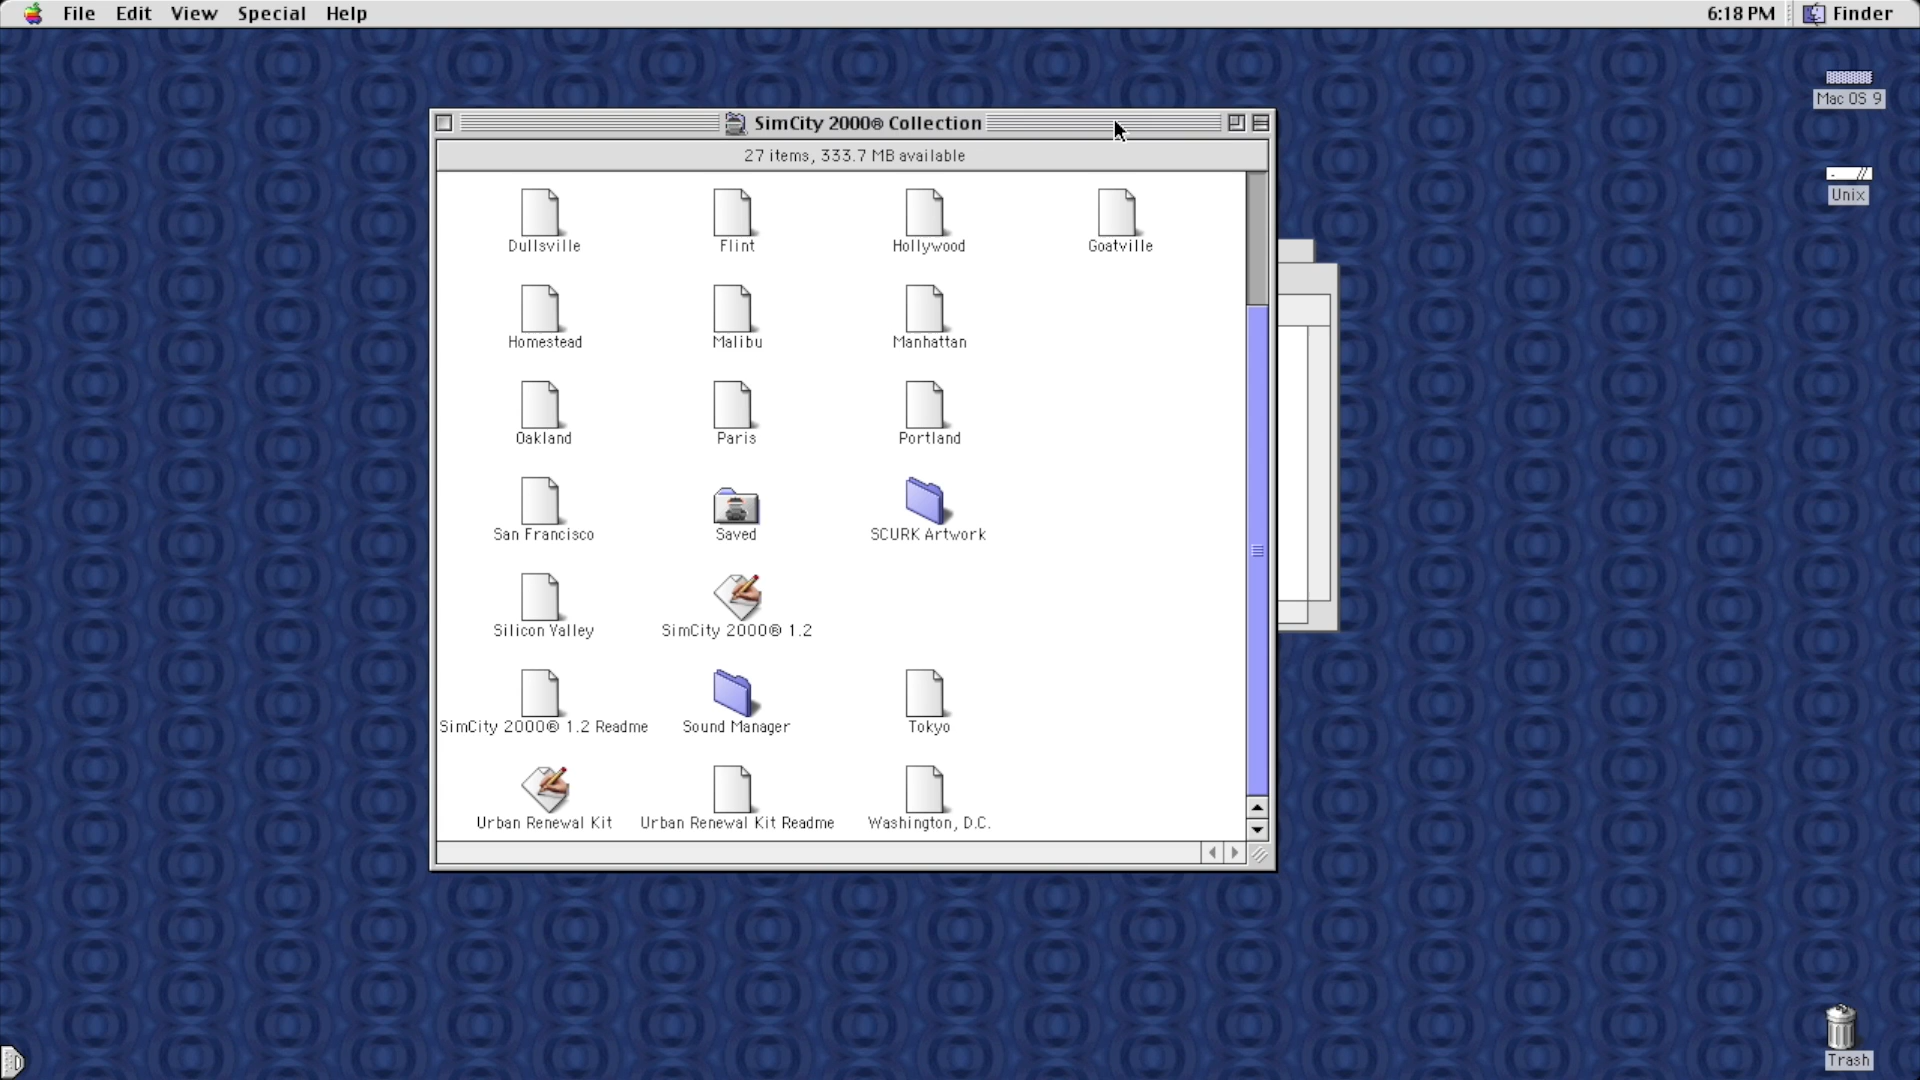 File Edit View Special Help 6:18 PM Finder
Mac OS 9
Unix
SimCity 2000® Collection
27 items, 333.7 MB available
Dullsville Flint Hollywood Goatville
Homestead Malibu Manhattan
Oakland Paris Portland
San Francisco Saved SCURK Artwork
Silicon Valley SimCity 2000® 1.2
SimCity 2000® 1.2 Readme Sound Manager Tokyo
Urban Renewal Kit Urban Renewal Kit Readme Washington, D.C.
Trash